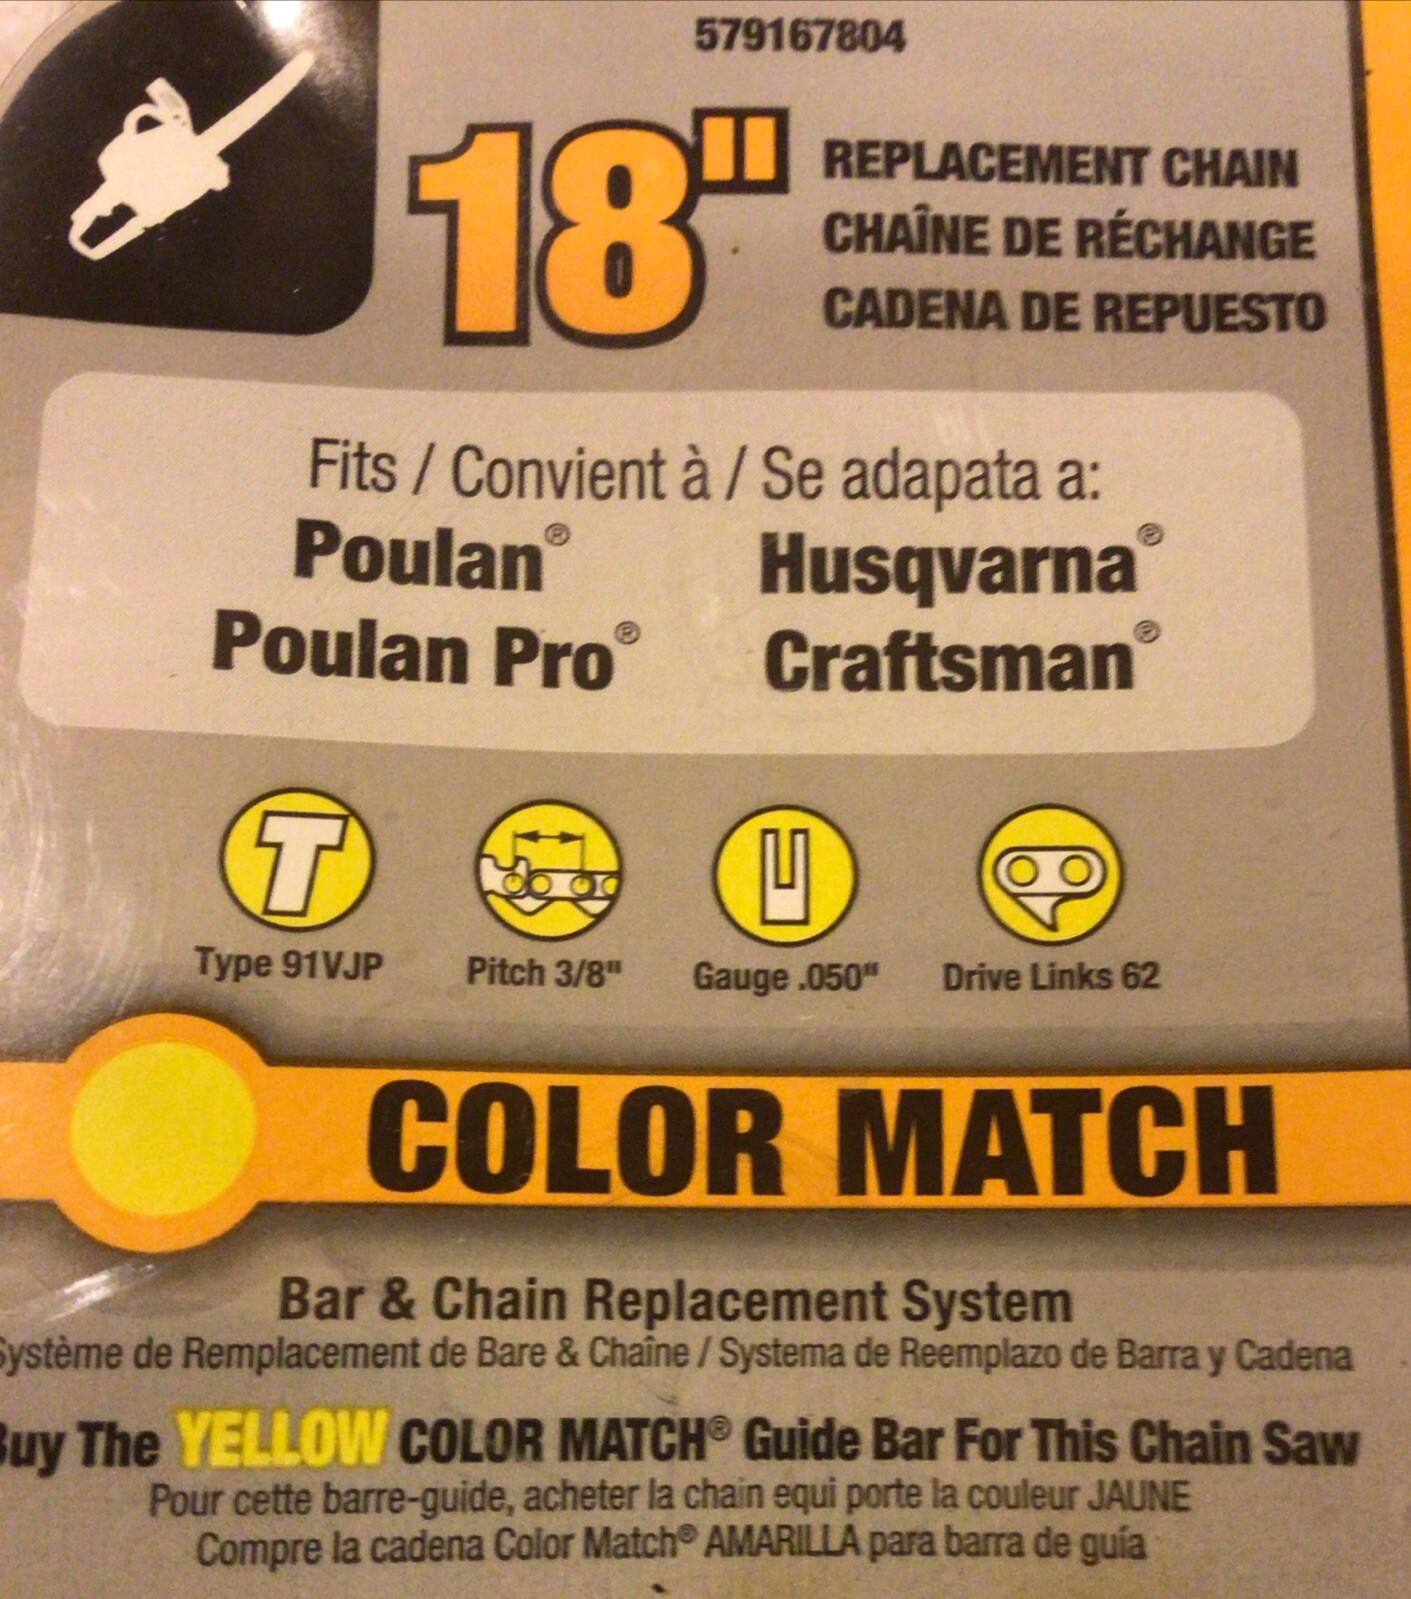 579167804
18"
REPLACEMENT CHAIN
CHAÎNE DE RÉCHANGE
CADENA DE REPUESTO
Fits / Convient à / Se adapata a:
Poulan® Husqvarna®
Poulan Pro® Craftsman®
T
Type 91VJP Pitch 3/8" Gauge .050" Drive Links 62
COLOR MATCH
Bar & Chain Replacement System
Système de Remplacement de Bare & Chaîne / Systema de Reemplazo de Barra y Cadena
Buy The YELLOW COLOR MATCH® Guide Bar For This Chain Saw
Pour cette barre-guide, acheter la chain equi porte la couleur JAUNE
Compre la cadena Color Match® AMARILLA para barra de guía